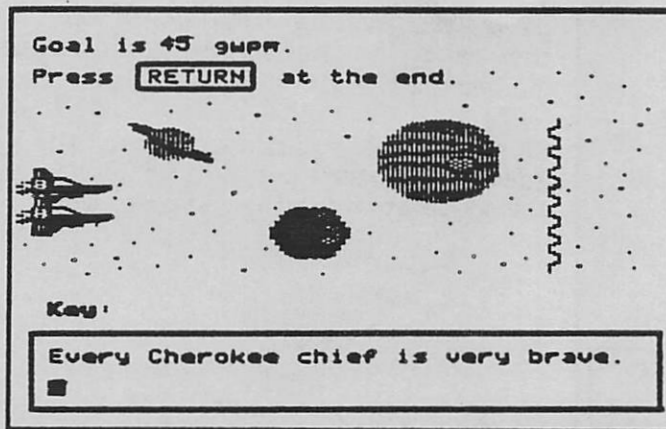 Goal is 45 gwpm.
Press RETURN at the end.
Key:
Every Cherokee chief is very brave.